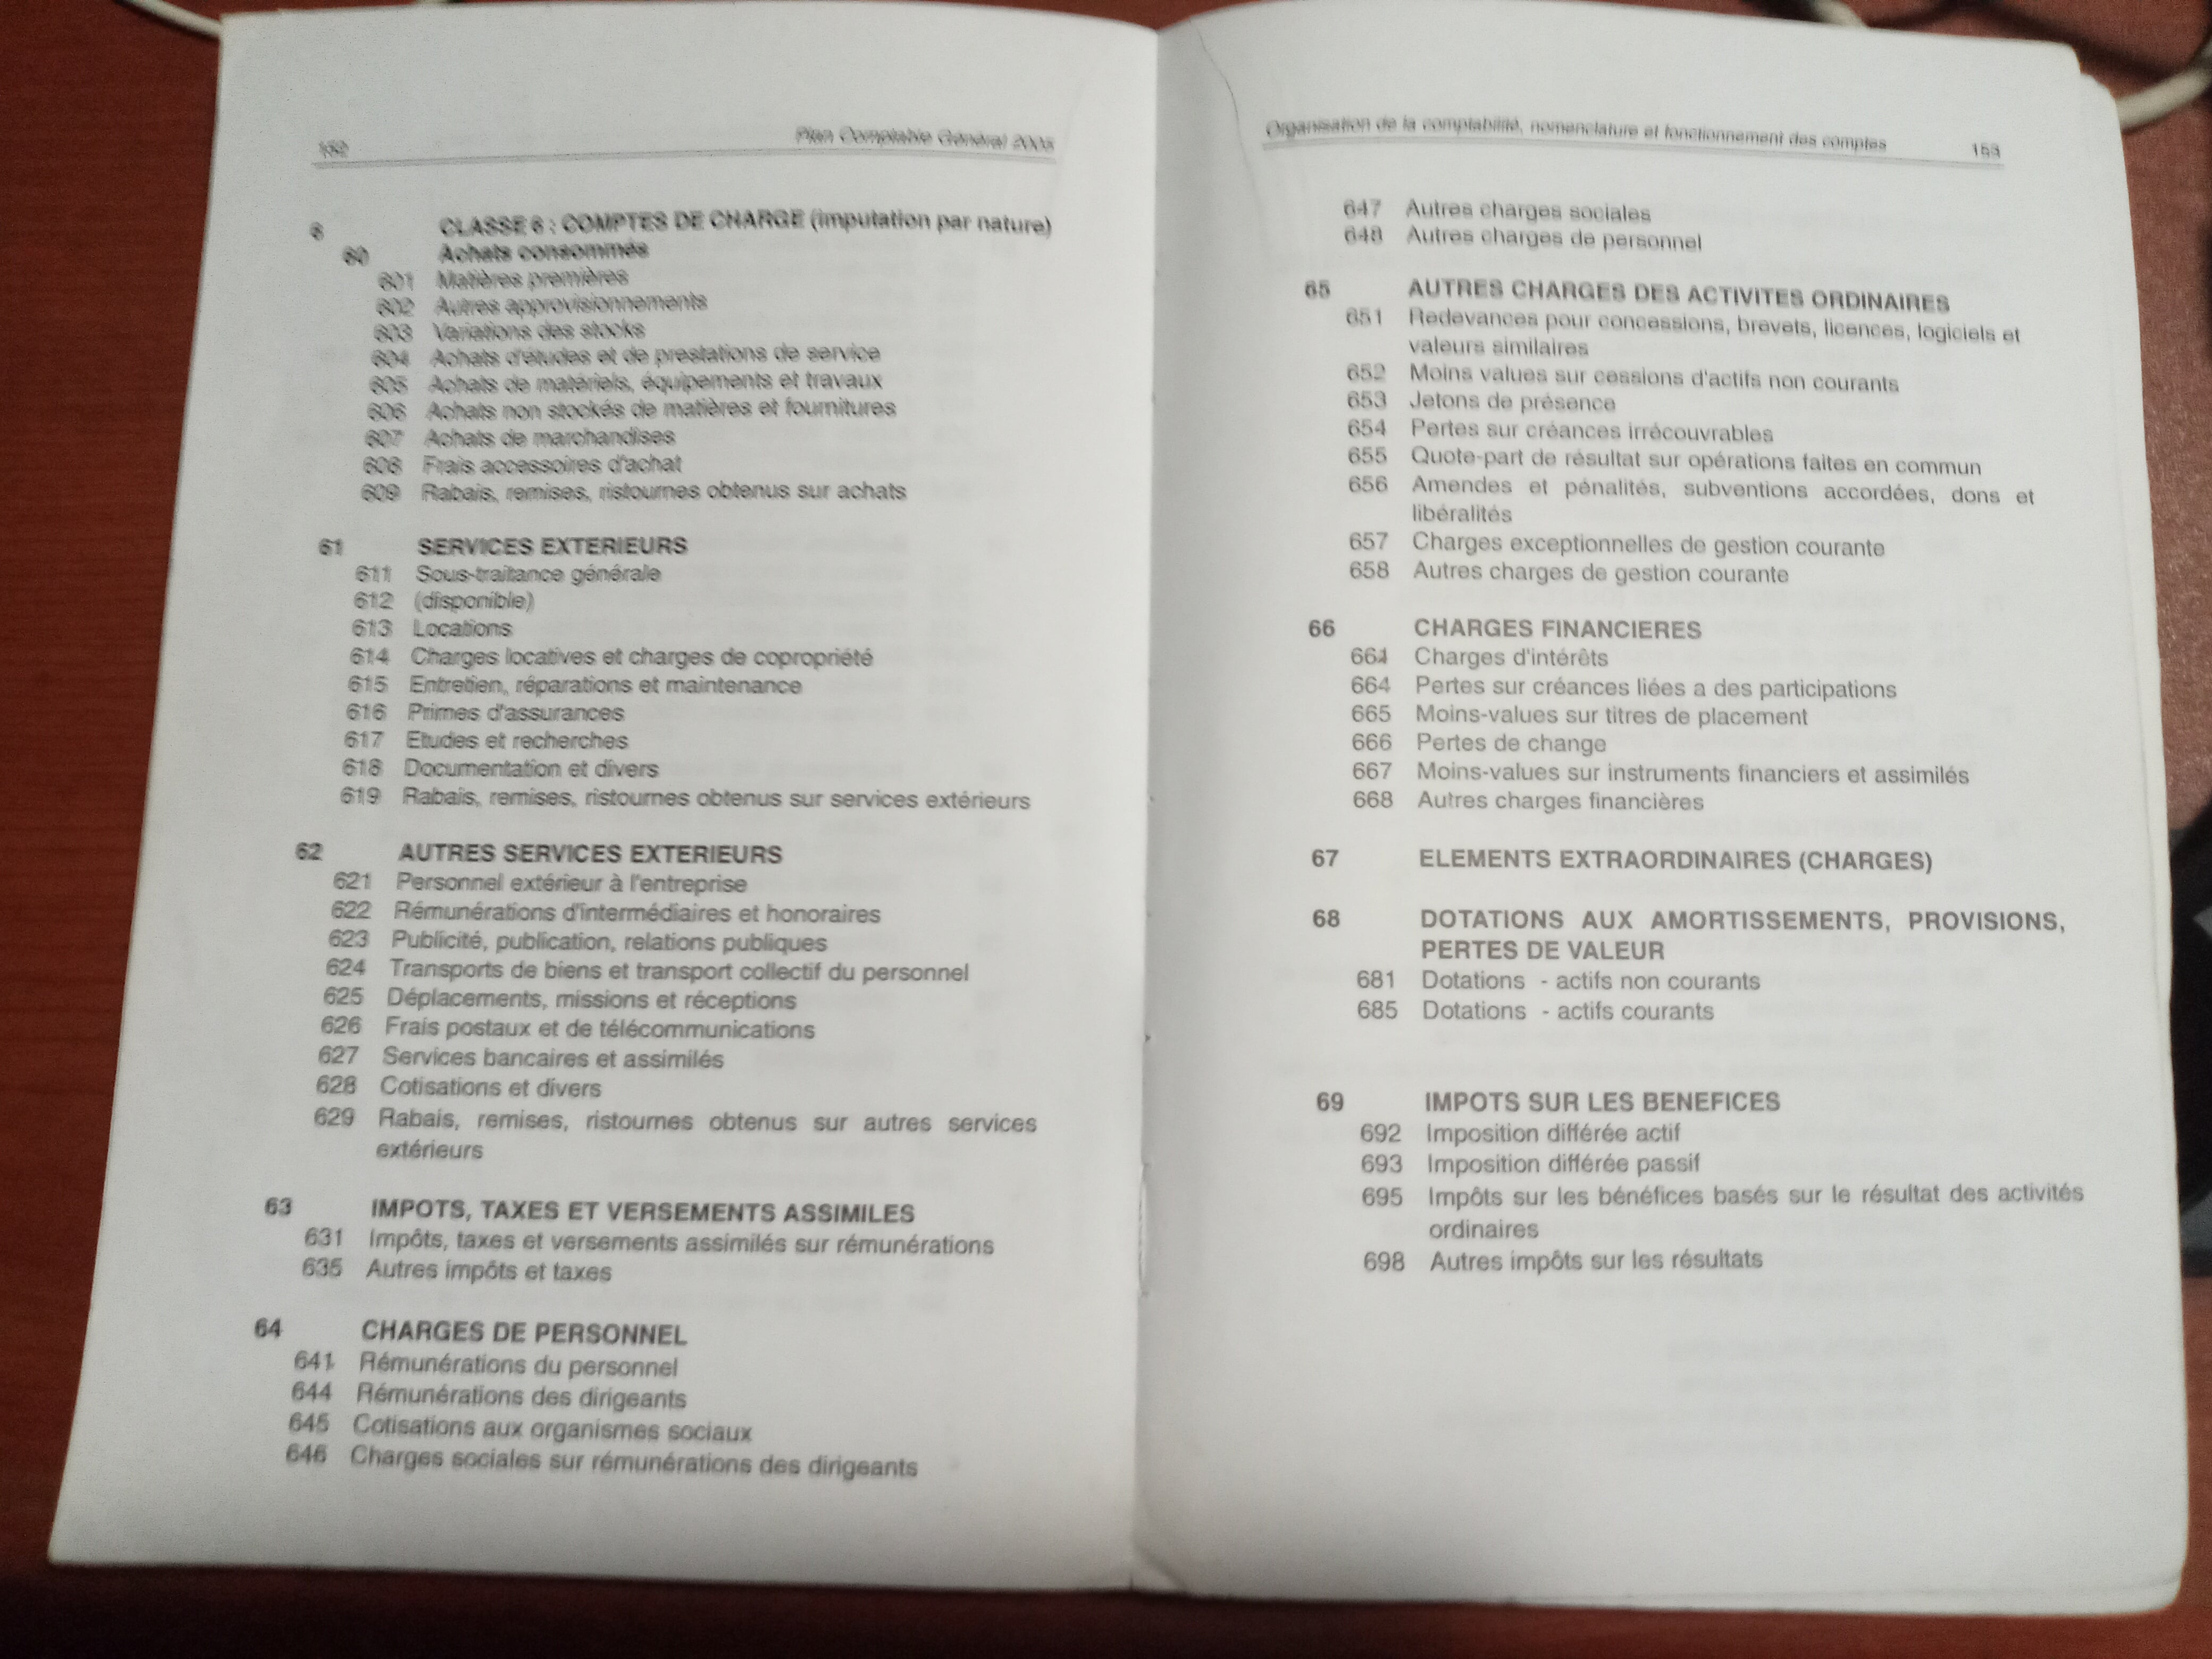 152 Plan Comptable Général 2005
6 CLASSE 6 : COMPTES DE CHARGE (imputation par nature)
60 Achats consommés
601 Matières premières
602 Autres approvisionnements
603 Variations des stocks
604 Achats d'études et de prestations de service
605 Achats de matériels, équipements et travaux
606 Achats non stockés de matières et fournitures
607 Achats de marchandises
608 Frais accessoires d'achat
609 Rabais, remises, ristournes obtenus sur achats
61 SERVICES EXTERIEURS
611 Sous-traitance générale
612 (disponible)
613 Locations
614 Charges locatives et charges de copropriété
615 Entretien, réparations et maintenance
616 Primes d'assurances
617 Etudes et recherches
618 Documentation et divers
619 Rabais, remises, ristournes obtenus sur services extérieurs
62 AUTRES SERVICES EXTERIEURS
621 Personnel extérieur à l'entreprise
622 Rémunérations d'intermédiaires et honoraires
623 Publicité, publication, relations publiques
624 Transports de biens et transport collectif du personnel
625 Déplacements, missions et réceptions
626 Frais postaux et de télécommunications
627 Services bancaires et assimilés
628 Cotisations et divers
629 Rabais, remises, ristournes obtenus sur autres services
extérieurs
63 IMPOTS, TAXES ET VERSEMENTS ASSIMILES
631 Impôts, taxes et versements assimilés sur rémunérations
635 Autres impôts et taxes
64 CHARGES DE PERSONNEL
641 Rémunérations du personnel
644 Rémunérations des dirigeants
645 Cotisations aux organismes sociaux
646 Charges sociales sur rémunérations des dirigeants
Organisation de la comptabilité, nomenclature et fonctionnement des comptes 153
647 Autres charges sociales
648 Autres charges de personnel
65 AUTRES CHARGES DES ACTIVITES ORDINAIRES
651 Redevances pour concessions, brevets, licences, logiciels et
valeurs similaires
652 Moins values sur cessions d'actifs non courants
653 Jetons de présence
654 Pertes sur créances irrécouvrables
655 Quote-part de résultat sur opérations faites en commun
656 Amendes et pénalités, subventions accordées, dons et
libéralités
657 Charges exceptionnelles de gestion courante
658 Autres charges de gestion courante
66 CHARGES FINANCIERES
661 Charges d'intérêts
664 Pertes sur créances liées a des participations
665 Moins-values sur titres de placement
666 Pertes de change
667 Moins-values sur instruments financiers et assimilés
668 Autres charges financières
67 ELEMENTS EXTRAORDINAIRES (CHARGES)
68 DOTATIONS AUX AMORTISSEMENTS, PROVISIONS,
PERTES DE VALEUR
681 Dotations - actifs non courants
685 Dotations - actifs courants
69 IMPOTS SUR LES BENEFICES
692 Imposition différée actif
693 Imposition différée passif
695 Impôts sur les bénéfices basés sur le résultat des activités
ordinaires
698 Autres impôts sur les résultats